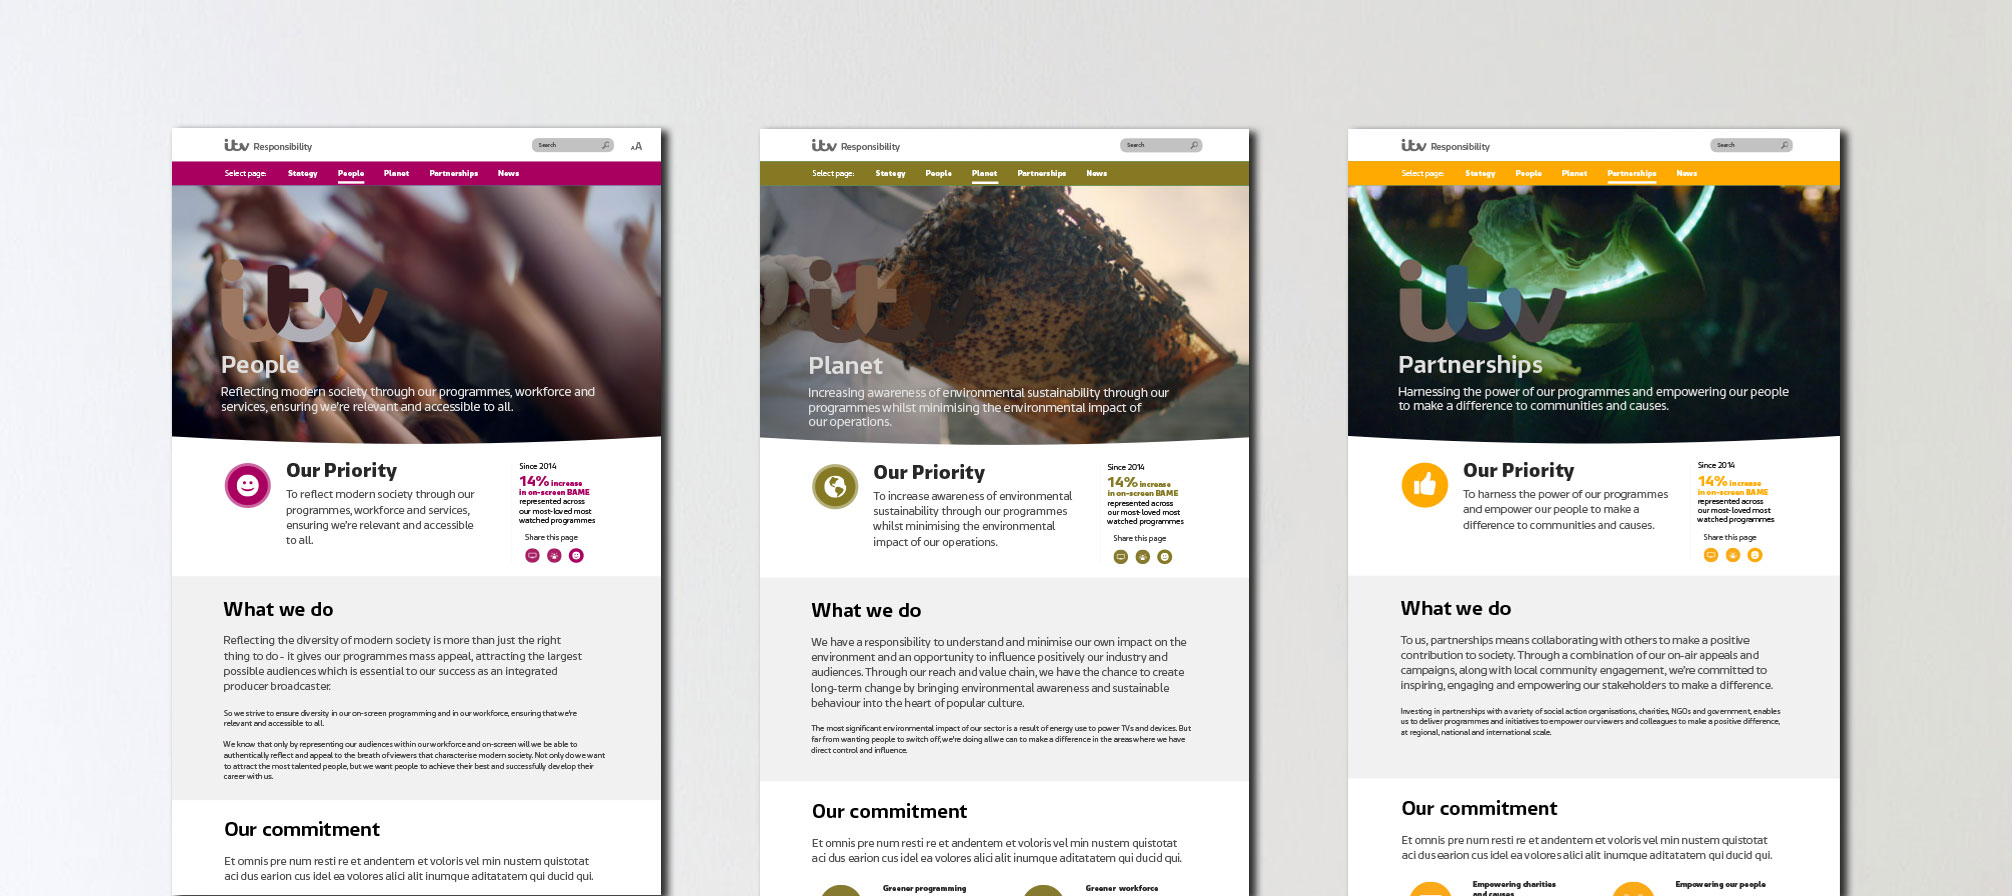 itv Responsibility
Search
AA
Select page:
Stategy
People
Planet
Partnerships
News
itv
People
Reflecting modern society through our programmes, workforce and
services, ensuring we're relevant and accessible to all.
Our Priority
To reflect modern society through our
programmes, workforce and services,
ensuring we're relevant and accessible
to all.
Since 2014
14% increase
in on-screen BAME
represented across
our most-loved most
watched programmes
Share this page
What we do
Reflecting the diversity of modern society is more than just the right
thing to do - it gives our programmes mass appeal, attracting the largest
possible audiences which is essential to our success as an integrated
producer broadcaster.
So we strive to ensure diversity in our on-screen programming and in our workforce, ensuring that we're
relevant and accessible to all.
We know that only by representing our audiences within our workforce and on-screen will we be able to
authentically reflect and appeal to the breath of viewers that characterise modern society. Not only do we want
to attract the most talented people, but we want people to achieve their best and successfully develop their
career with us.
Our commitment
Et omnis pre num resti re et andentem et voloris vel min nustem quistotat
aci dus earion cus idel ea volores alici alit inumque aditatatem qui ducid qui.
itv Responsibility
Search
Select page:
Stategy
People
Planet
Partnerships
News
itv
Planet
Increasing awareness of environmental sustainability through our
programmes whilst minimising the environmental impact of
our operations.
Our Priority
To increase awareness of environmental
sustainability through our programmes
whilst minimising the environmental
impact of our operations.
Since 2014
14% increase
in on-screen BAME
represented across
our most-loved most
watched programmes
Share this page
What we do
We have a responsibility to understand and minimise our own impact on the
environment and an opportunity to influence positively our industry and
audiences. Through our reach and value chain, we have the chance to create
long-term change by bringing environmental awareness and sustainable
behaviour into the heart of popular culture.
The most significant environmental impact of our sector is a result of energy use to power TVs and devices. But
far from wanting people to switch off, we're doing all we can to make a difference in the areas where we have
direct control and influence.
Our commitment
Et omnis pre num resti re et andentem et voloris vel min nustem quistotat
aci dus earion cus idel ea volores alici alit inumque aditatatem qui ducid qui.
Greener programming
Greener workforce
itv Responsibility
Search
Select page:
Stategy
People
Planet
Partnerships
News
itv
Partnerships
Harnessing the power of our programmes and empowering our people
to make a difference to communities and causes.
Our Priority
To harness the power of our programmes
and empower our people to make a
difference to communities and causes.
Since 2014
14% increase
in on-screen BAME
represented across
our most-loved most
watched programmes
Share this page
What we do
To us, partnerships means collaborating with others to make a positive
contribution to society. Through a combination of our on-air appeals and
campaigns, along with local community engagement, we're committed to
inspiring, engaging and empowering our stakeholders to make a difference.
Investing in partnerships with a variety of social action organisations, charities, NGOs and government, enables
us to deliver programmes and initiatives to empower our viewers and colleagues to make a positive difference,
at regional, national and international scale.
Our commitment
Et omnis pre num resti re et andentem et voloris vel min nustem quistotat
aci dus earion cus idel ea volores alici alit inumque aditatatem qui ducid qui.
Empowering charities
and causes
Empowering our people